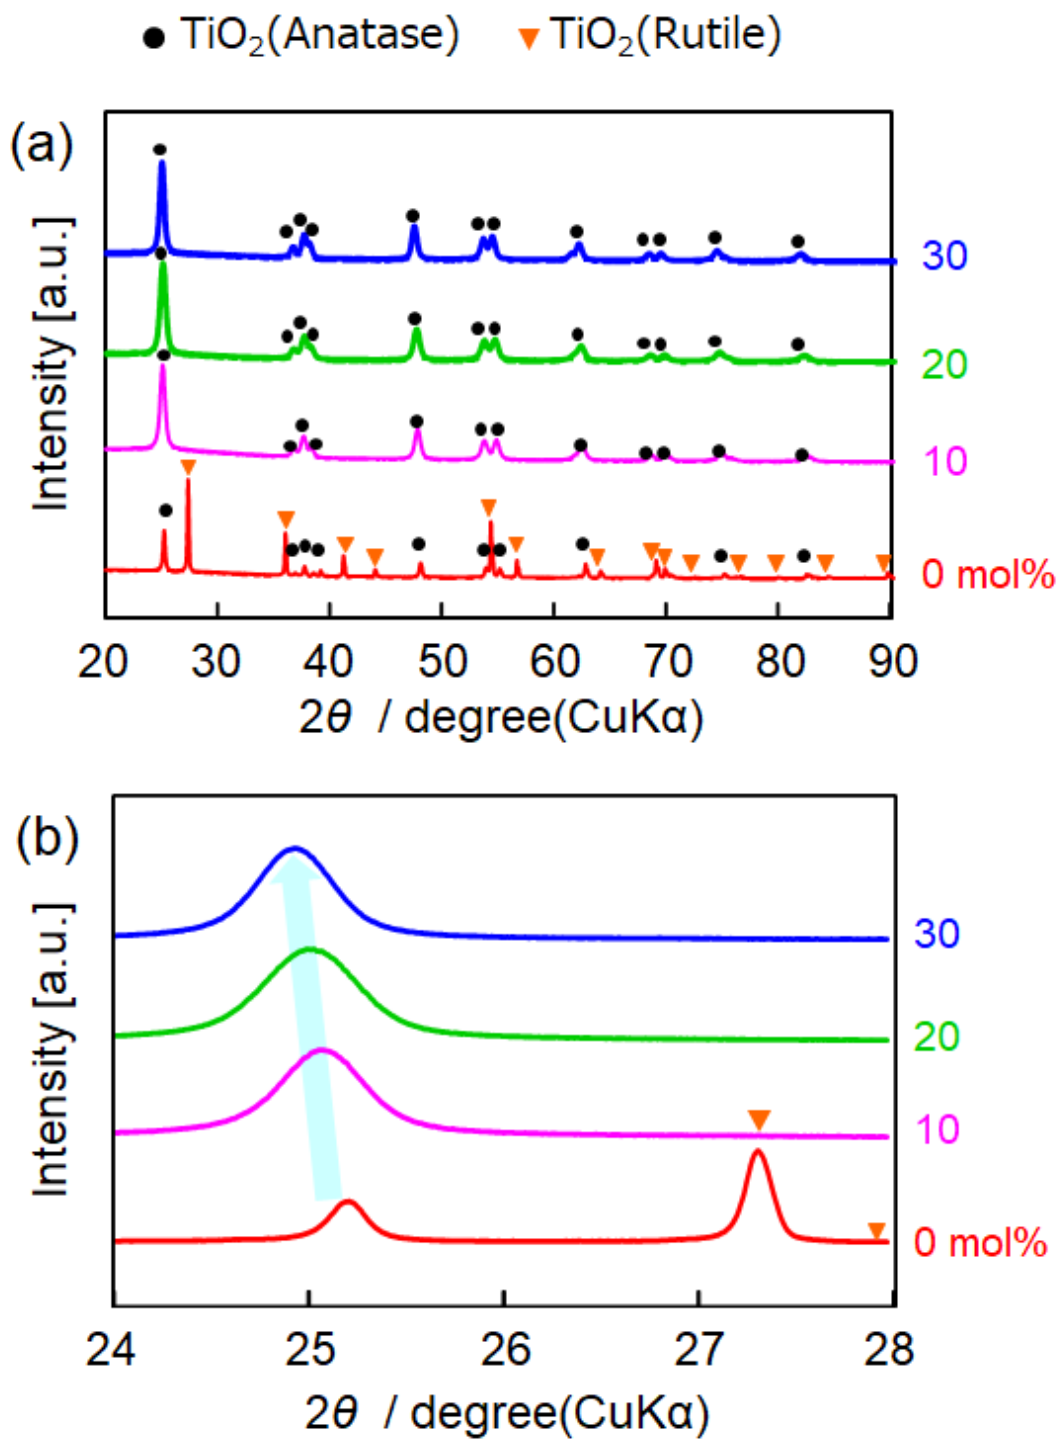 TiO₂(Anatase) TiO₂(Rutile)
(a)
Intensity [a.u.]
30
20
10
0 mol%
20 30 40 50 60 70 80 90
2θ / degree(CuKα)
(b)
Intensity [a.u.]
30
20
10
0 mol%
24 25 26 27 28
2θ / degree(CuKα)